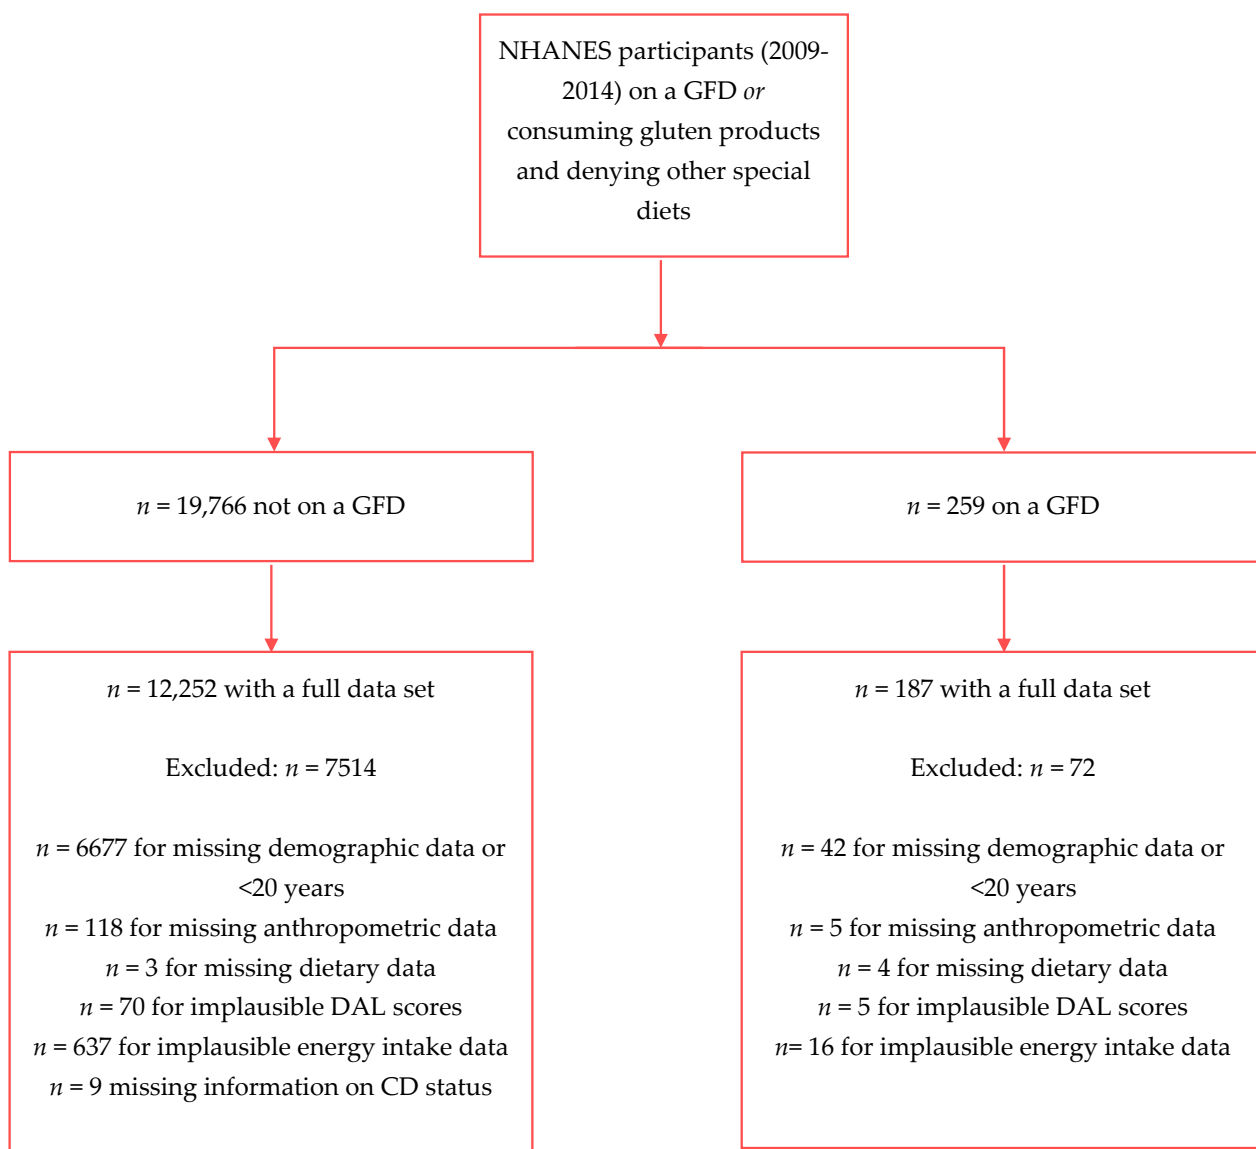 NHANES participants (2009-
2014) on a GFD or
consuming gluten products
and denying other special
diets
n = 19,766 not on a GFD
n = 259 on a GFD
n = 12,252 with a full data set
Excluded: n = 7514
n = 6677 for missing demographic data or
<20 years
n = 118 for missing anthropometric data
n = 3 for missing dietary data
n = 70 for implausible DAL scores
n = 637 for implausible energy intake data
n = 9 missing information on CD status
n = 187 with a full data set
Excluded: n = 72
n = 42 for missing demographic data or
<20 years
n = 5 for missing anthropometric data
n = 4 for missing dietary data
n = 5 for implausible DAL scores
n= 16 for implausible energy intake data